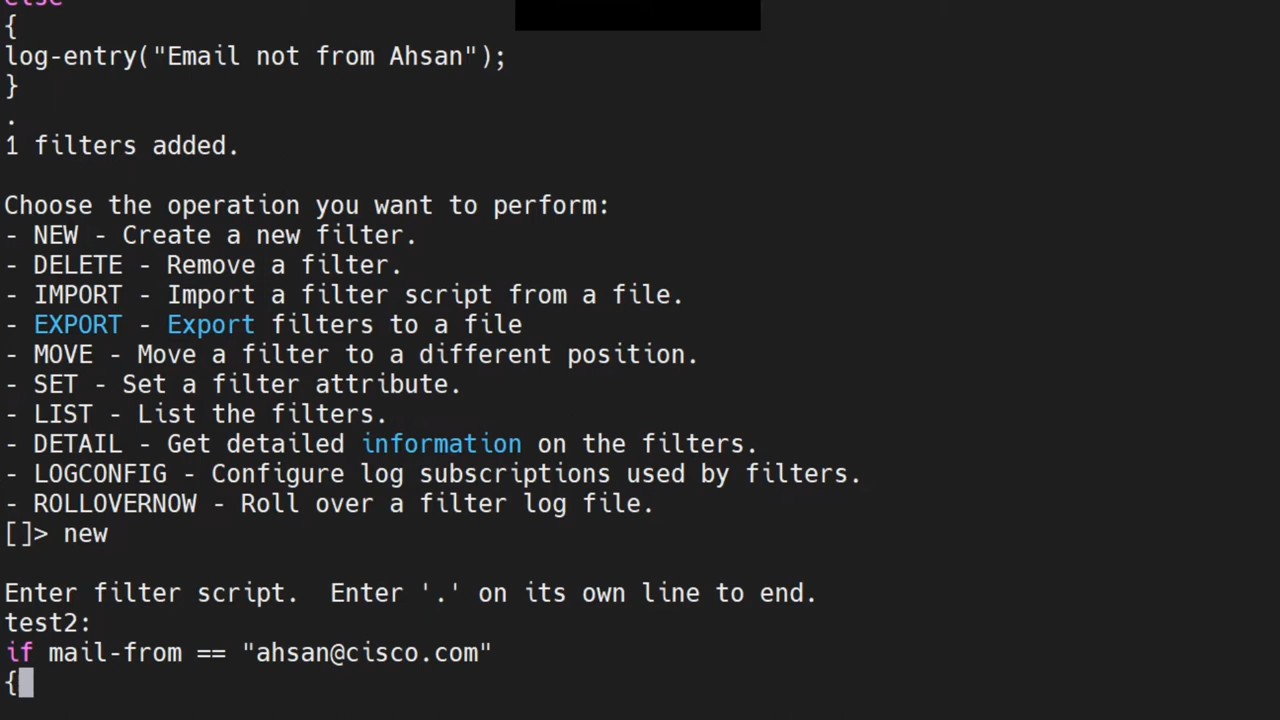 else
{
log-entry("Email not from Ahsan");
}
.
1 filters added.
Choose the operation you want to perform:
- NEW - Create a new filter.
- DELETE - Remove a filter.
- IMPORT - Import a filter script from a file.
- EXPORT - Export filters to a file
- MOVE - Move a filter to a different position.
- SET - Set a filter attribute.
- LIST - List the filters.
- DETAIL - Get detailed information on the filters.
- LOGCONFIG - Configure log subscriptions used by filters.
- ROLLOVERNOW - Roll over a filter log file.
[]> new
Enter filter script.  Enter '.' on its own line to end.
test2:
if mail-from == "ahsan@cisco.com"
{